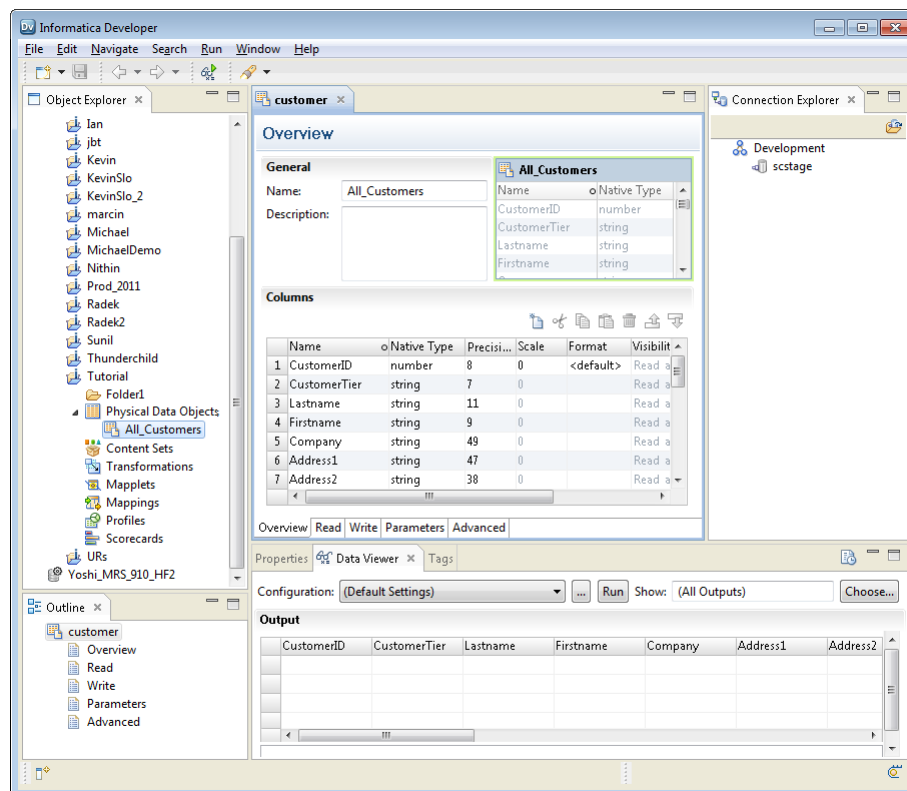 Dv Informatica Developer
File Edit Navigate Search Run Window Help
Object Explorer
Ian
jbt
Kevin
KevinSlo
KevinSlo_2
marcin
Michael
MichaelDemo
Nithin
Prod_2011
Radek
Radek2
Sunil
Thunderchild
Tutorial
Folder1
Physical Data Objects
All_Customers
Content Sets
Transformations
Mapplets
Mappings
Profiles
Scorecards
URs
Yoshi_MRS_910_HF2
Outline
customer
Overview
Read
Write
Parameters
Advanced
customer
Overview
General
Name: All_Customers
Description:
All_Customers
Name Native Type
CustomerID number
CustomerTier string
Lastname string
Firstname string
Columns
Name Native Type Precisi... Scale Format Visibilit
1 CustomerID number 8 0 <default> Read a
2 CustomerTier string 7 0 Read a
3 Lastname string 11 0 Read a
4 Firstname string 9 0 Read a
5 Company string 49 0 Read a
6 Address1 string 47 0 Read a
7 Address2 string 38 0 Read a
Overview Read Write Parameters Advanced
Properties Data Viewer Tags
Configuration: (Default Settings) ... Run Show: (All Outputs) Choose...
Output
CustomerID CustomerTier Lastname Firstname Company Address1 Address2
Connection Explorer
Development
scstage